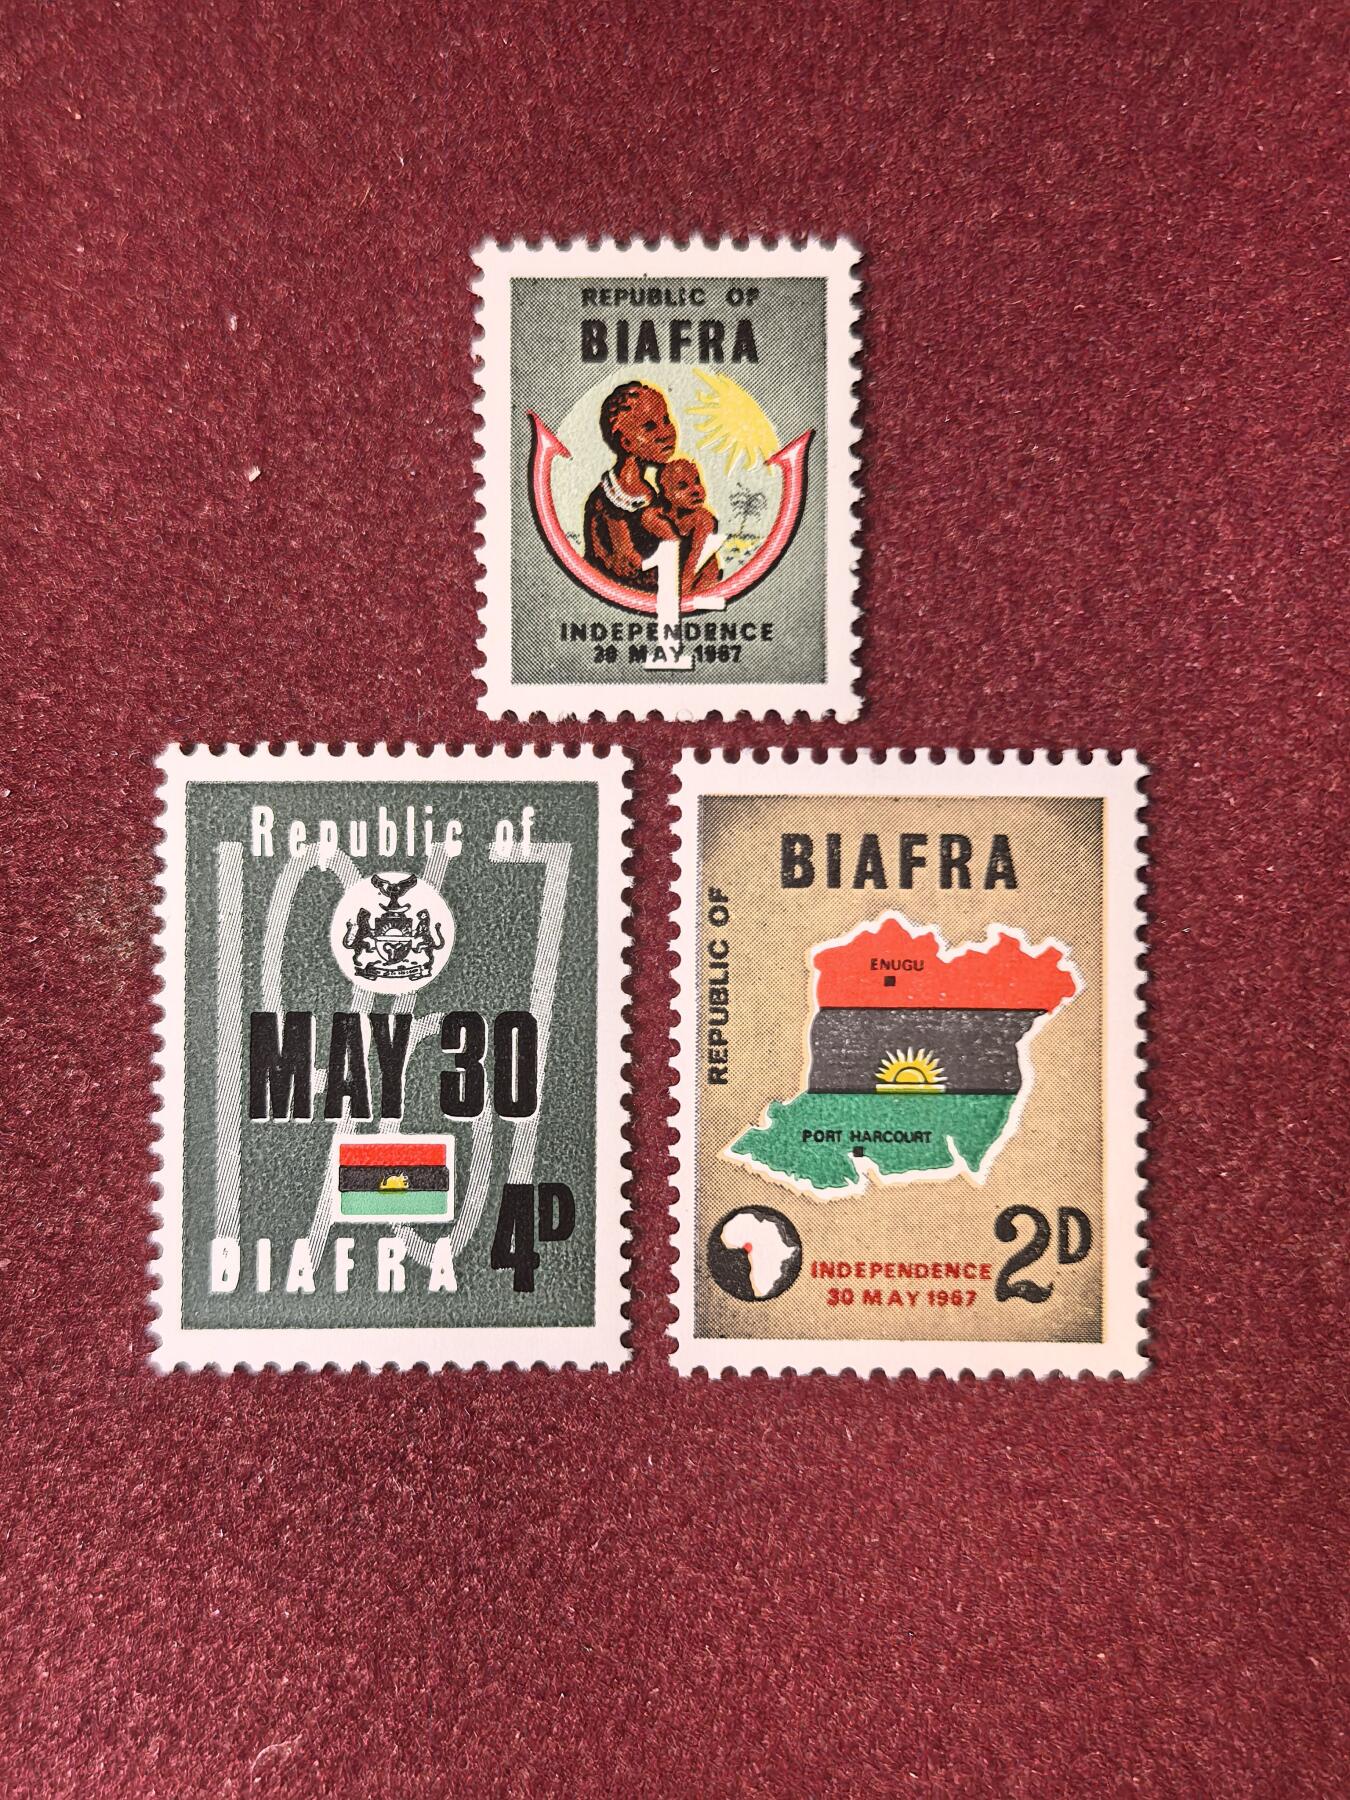 REPUBLIC OF
BIAFRA
1/-
INDEPENDENCE
30 MAY 1967
Republic of
1967
MAY 30
BIAFRA
4D
REPUBLIC OF
BIAFRA
ENUGU
PORT HARCOURT
INDEPENDENCE
30 MAY 1967
2D